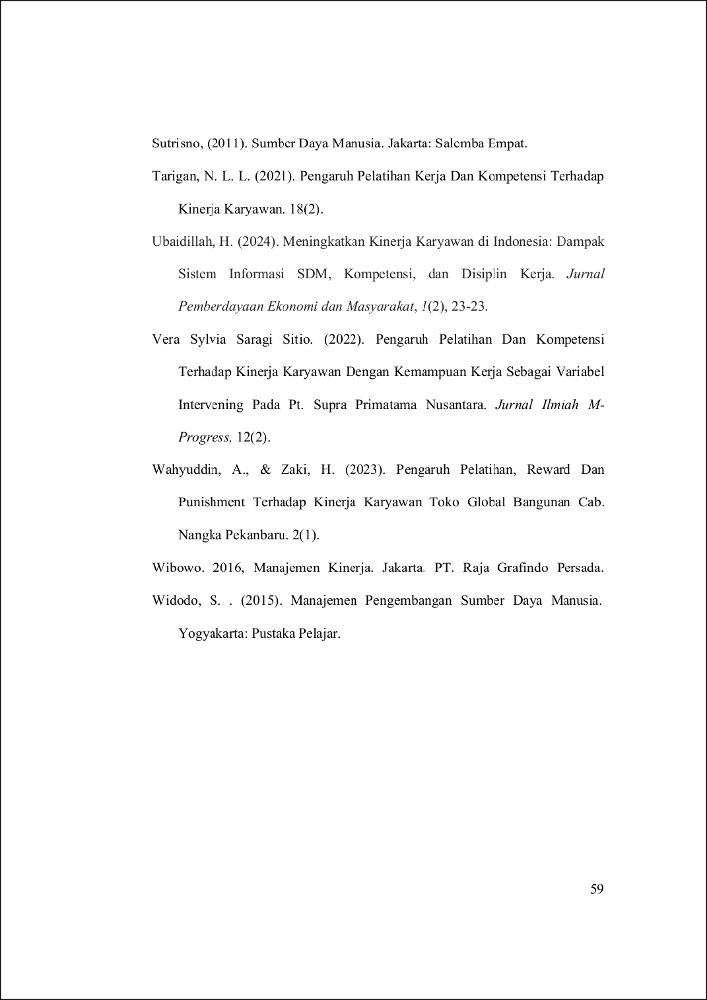 Sutrisno, (2011). Sumber Daya Manusia. Jakarta: Salemba Empat.
Tarigan, N. L. L. (2021). Pengaruh Pelatihan Kerja Dan Kompetensi Terhadap
Kinerja Karyawan. 18(2).
Ubaidillah, H. (2024). Meningkatkan Kinerja Karyawan di Indonesia: Dampak
Sistem Informasi SDM, Kompetensi, dan Disiplin Kerja. Jurnal
Pemberdayaan Ekonomi dan Masyarakat, 1(2), 23-23.
Vera Sylvia Saragi Sitio. (2022). Pengaruh Pelatihan Dan Kompetensi
Terhadap Kinerja Karyawan Dengan Kemampuan Kerja Sebagai Variabel
Intervening Pada Pt. Supra Primatama Nusantara. Jurnal Ilmiah M-
Progress, 12(2).
Wahyuddin, A., & Zaki, H. (2023). Pengaruh Pelatihan, Reward Dan
Punishment Terhadap Kinerja Karyawan Toko Global Bangunan Cab.
Nangka Pekanbaru. 2(1).
Wibowo. 2016, Manajemen Kinerja. Jakarta. PT. Raja Grafindo Persada.
Widodo, S. . (2015). Manajemen Pengembangan Sumber Daya Manusia.
Yogyakarta: Pustaka Pelajar.
59